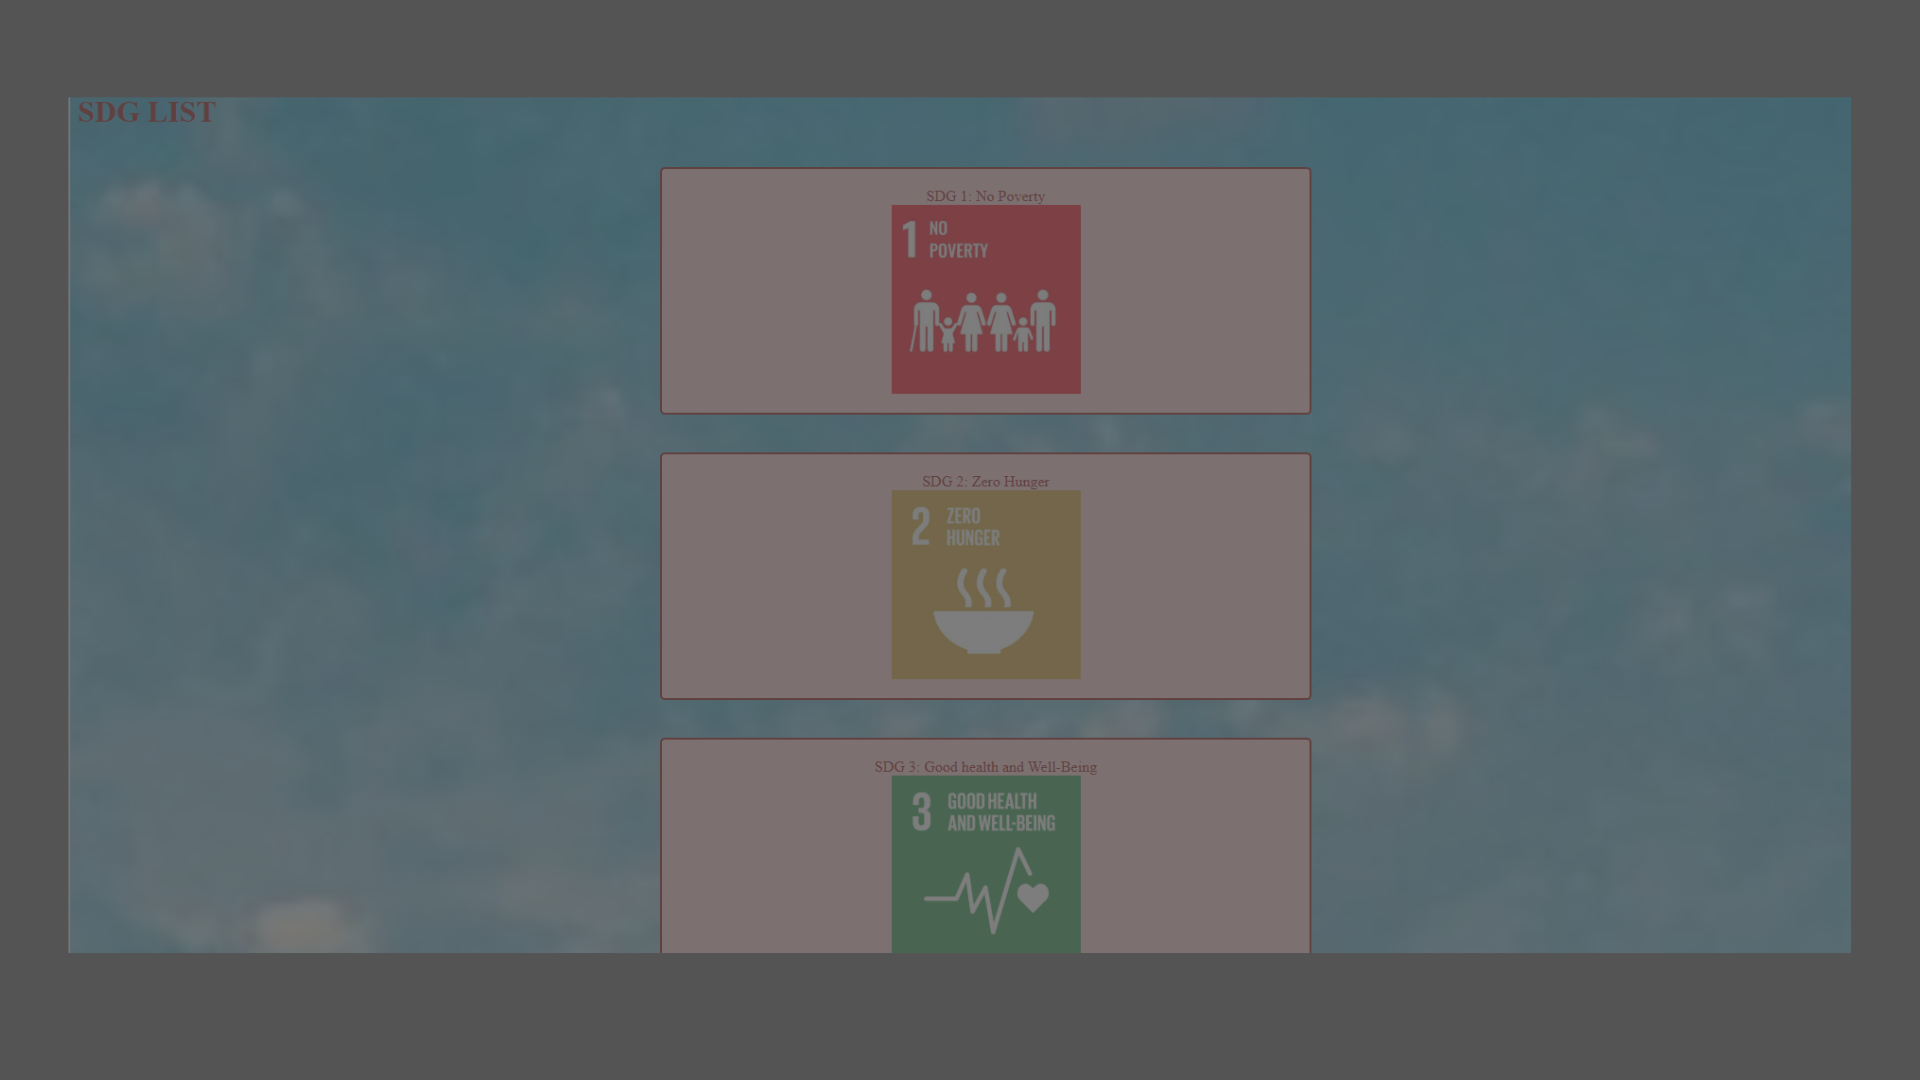 SDG LIST
SDG 1: No Poverty
1 NO
POVERTY
SDG 2: Zero Hunger
2 ZERO
HUNGER
SDG 3: Good health and Well-Being
3 GOOD HEALTH
AND WELL-BEING